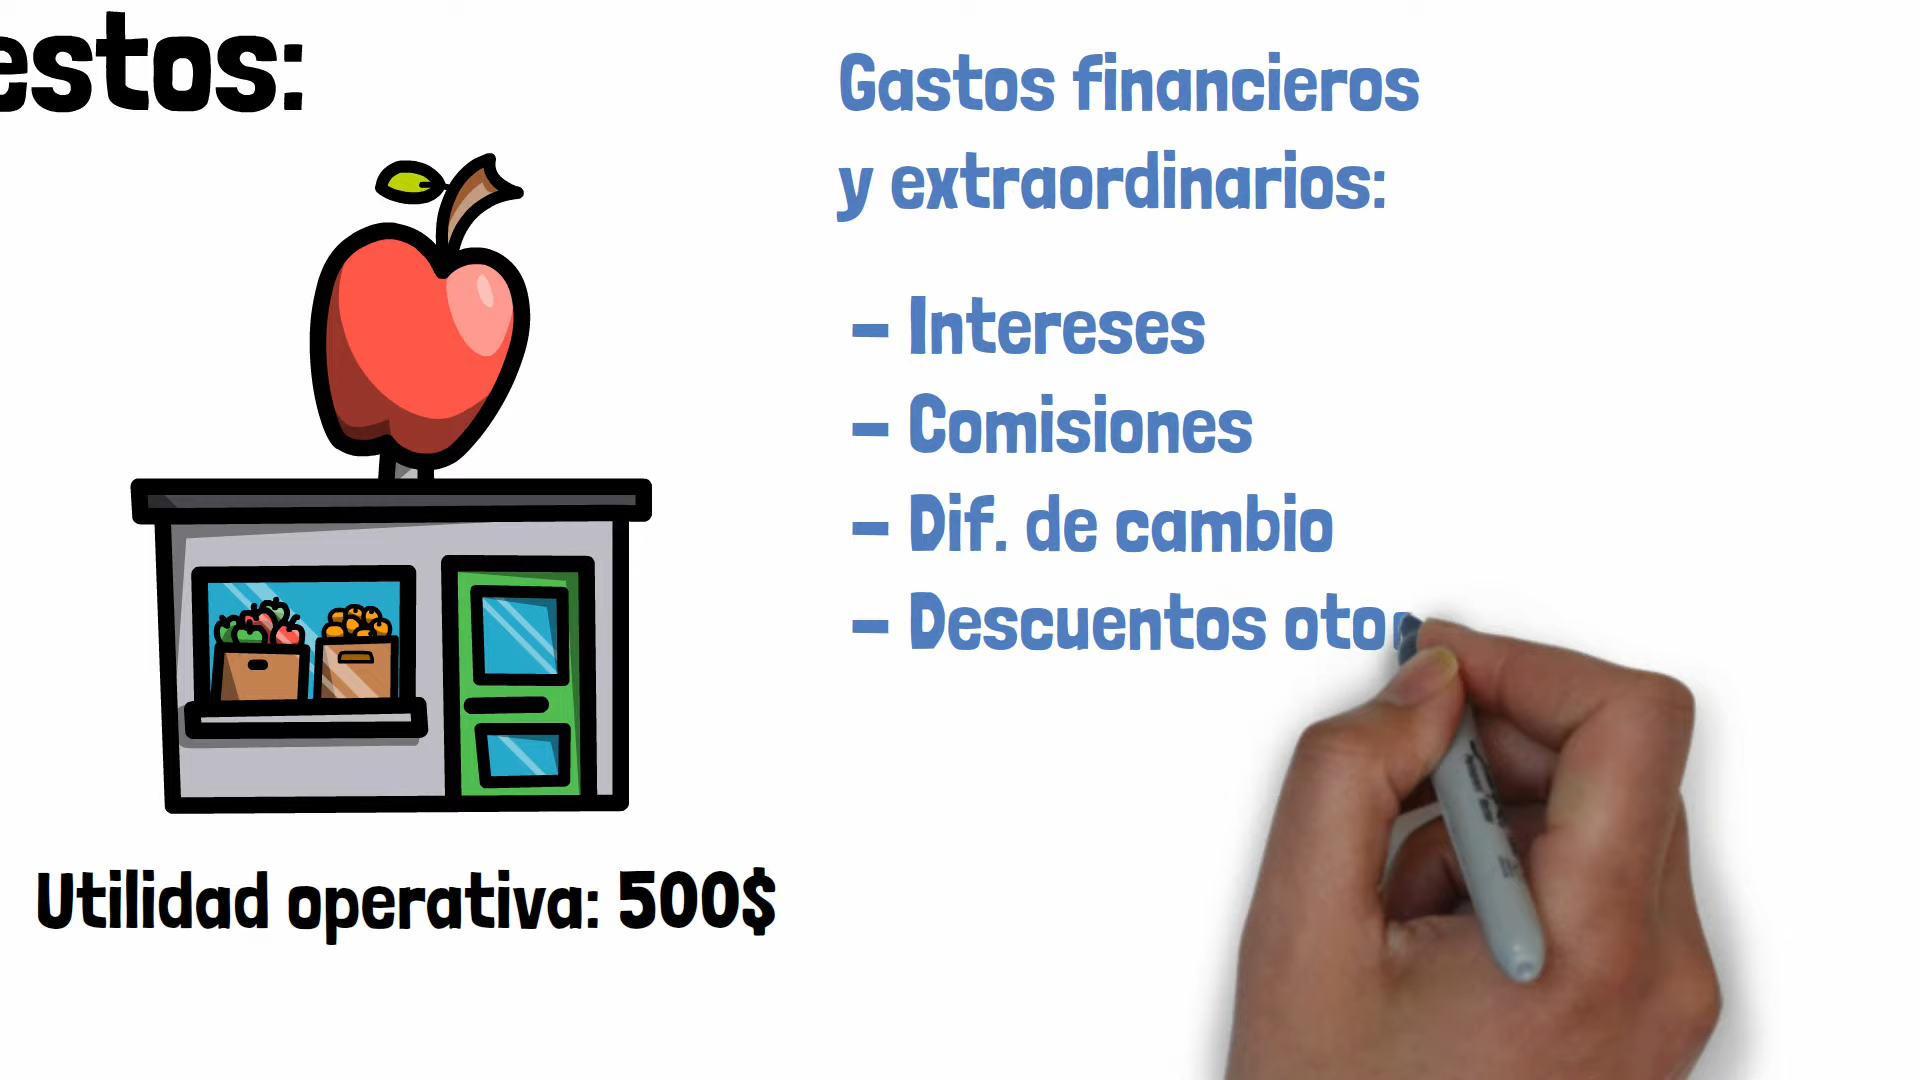 estos:
Gastos financieros
y extraordinarios:
- Intereses
- Comisiones
- Dif. de cambio
- Descuentos oto
Utilidad operativa: 500$